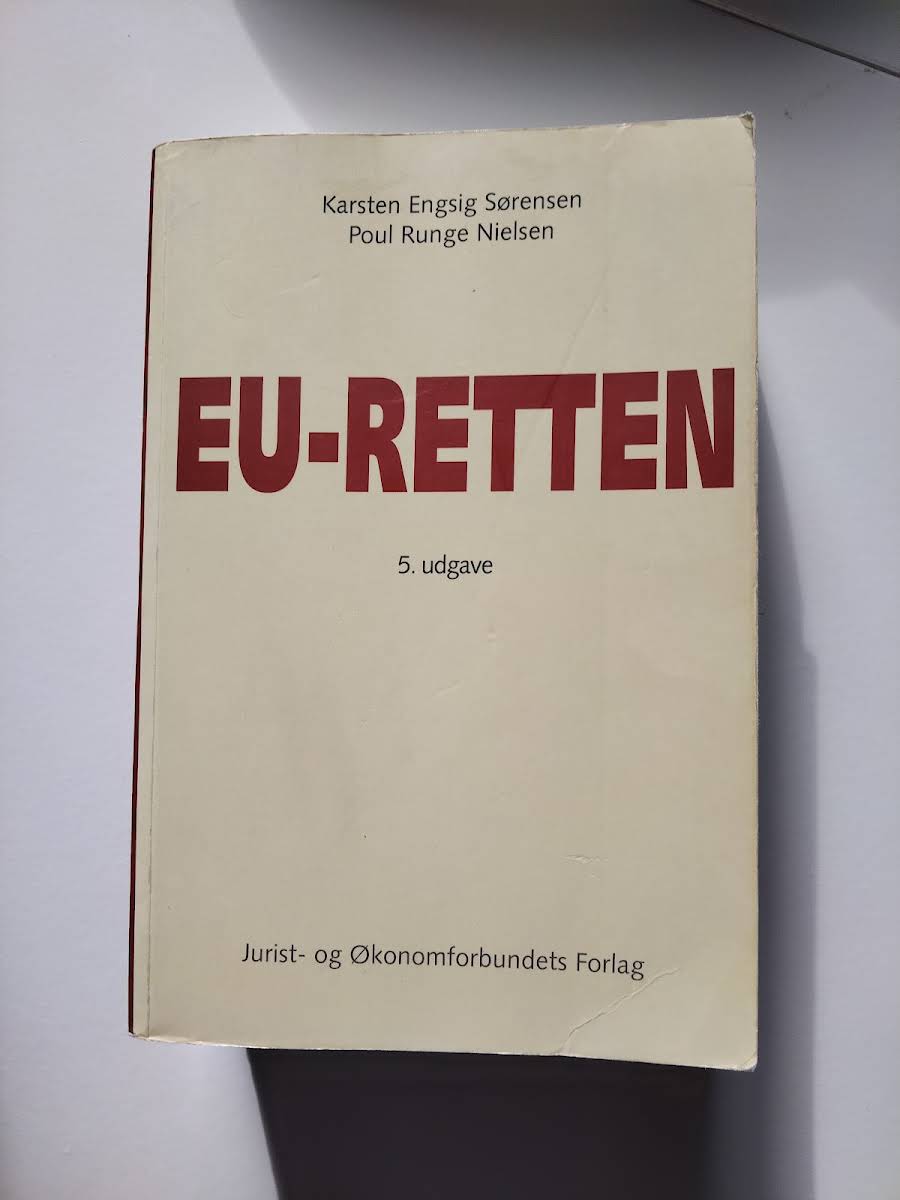 Karsten Engsig Sørensen
Poul Runge Nielsen
EU-RETTEN
5. udgave
Jurist- og Økonomforbundets Forlag